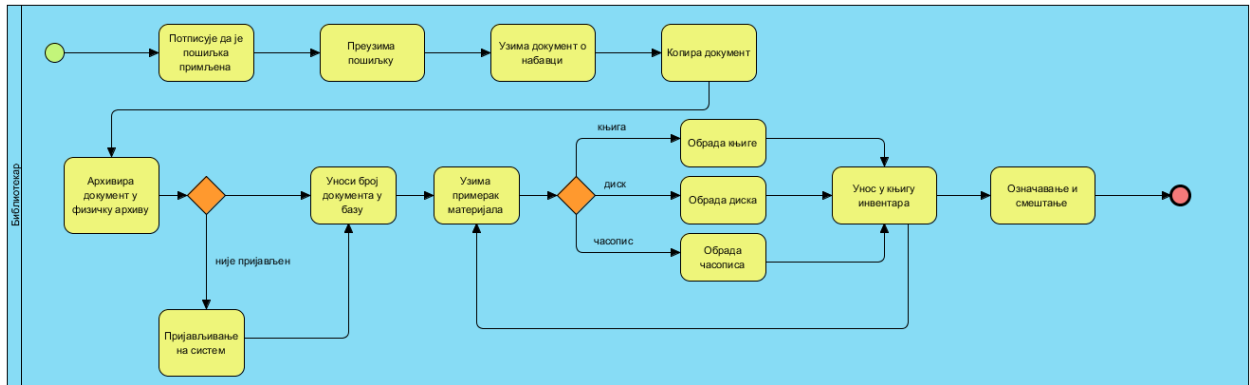 Библиотекар
Потписује да је
пошиљка
примљена
Преузима
пошиљку
Узима документ о
набавци
Копира документ
Архивира
документ у
физичку архиву
није пријављен
Пријављивање
на систем
Уноси број
документа у
базу
Узима
примерак
материјала
књига
диск
часопис
Обрада књиге
Обрада диска
Обрада
часописа
Унос у књигу
инвентара
Означавање и
смештање